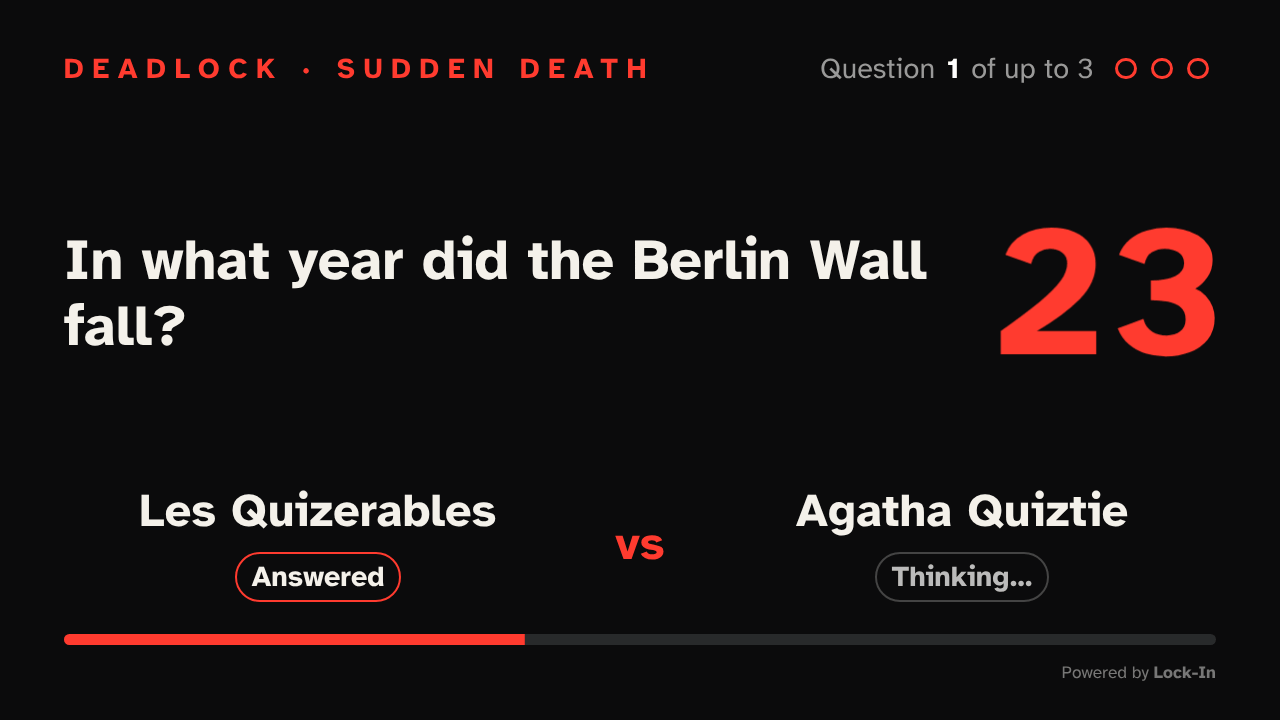 DEADLOCK · SUDDEN DEATH
Question 1 of up to 3
In what year did the Berlin Wall
fall?
23
Les Quizerables
Answered
vs
Agatha Quiztie
Thinking...
Powered by Lock-In